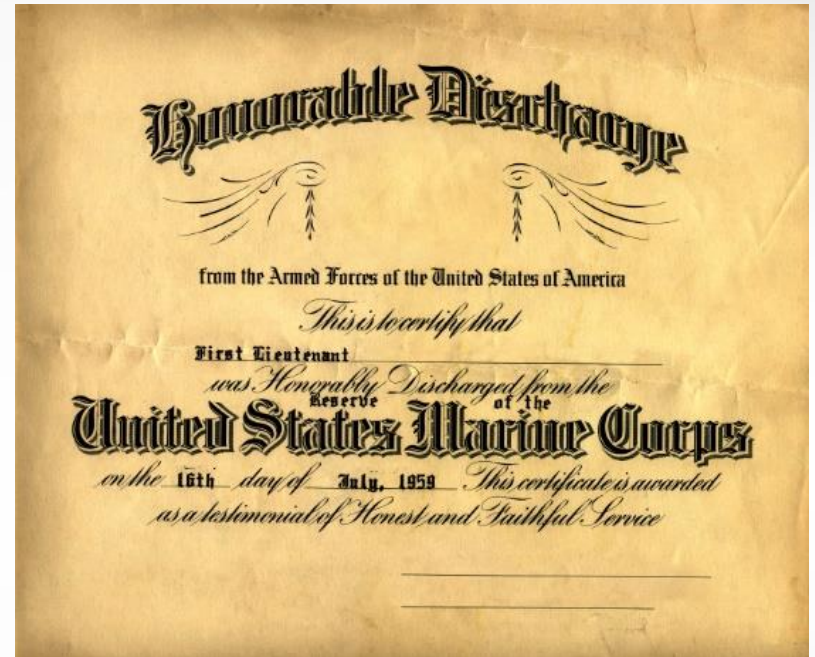 Honorable Discharge
from the Armed Forces of the United States of America
This is to certify that
First Lieutenant
was Honorably Discharged from the
Reserve of the
United States Marine Corps
on the 16th day of July, 1959 This certificate is awarded
as a testimonial of Honest and Faithful Service